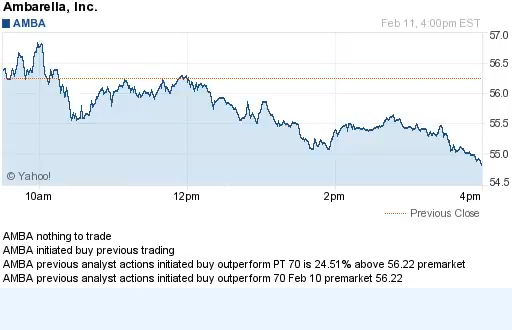 Ambarella, Inc.
AMBA Feb 11, 4:00pm EST
57.0
56.5
56.0
55.5
55.0
54.5
© Yahoo!
10am 12pm 2pm 4pm
Previous Close
AMBA nothing to trade
AMBA initiated buy previous trading
AMBA previous analyst actions initiated buy outperform PT 70 is 24.51% above 56.22 premarket
AMBA previous analyst actions initiated buy outperform 70 Feb 10 premarket 56.22